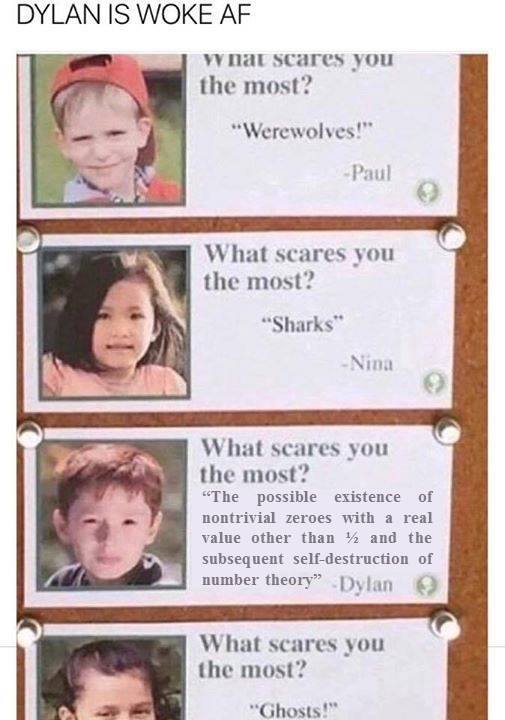 DYLAN IS WOKE AF
What scares you
the most?
“Werewolves!”
-Paul
What scares you
the most?
“Sharks”
-Nina
What scares you
the most?
“The possible existence of
nontrivial zeroes with a real
value other than ½ and the
subsequent self-destruction of
number theory” -Dylan
What scares you
the most?
“Ghosts!”